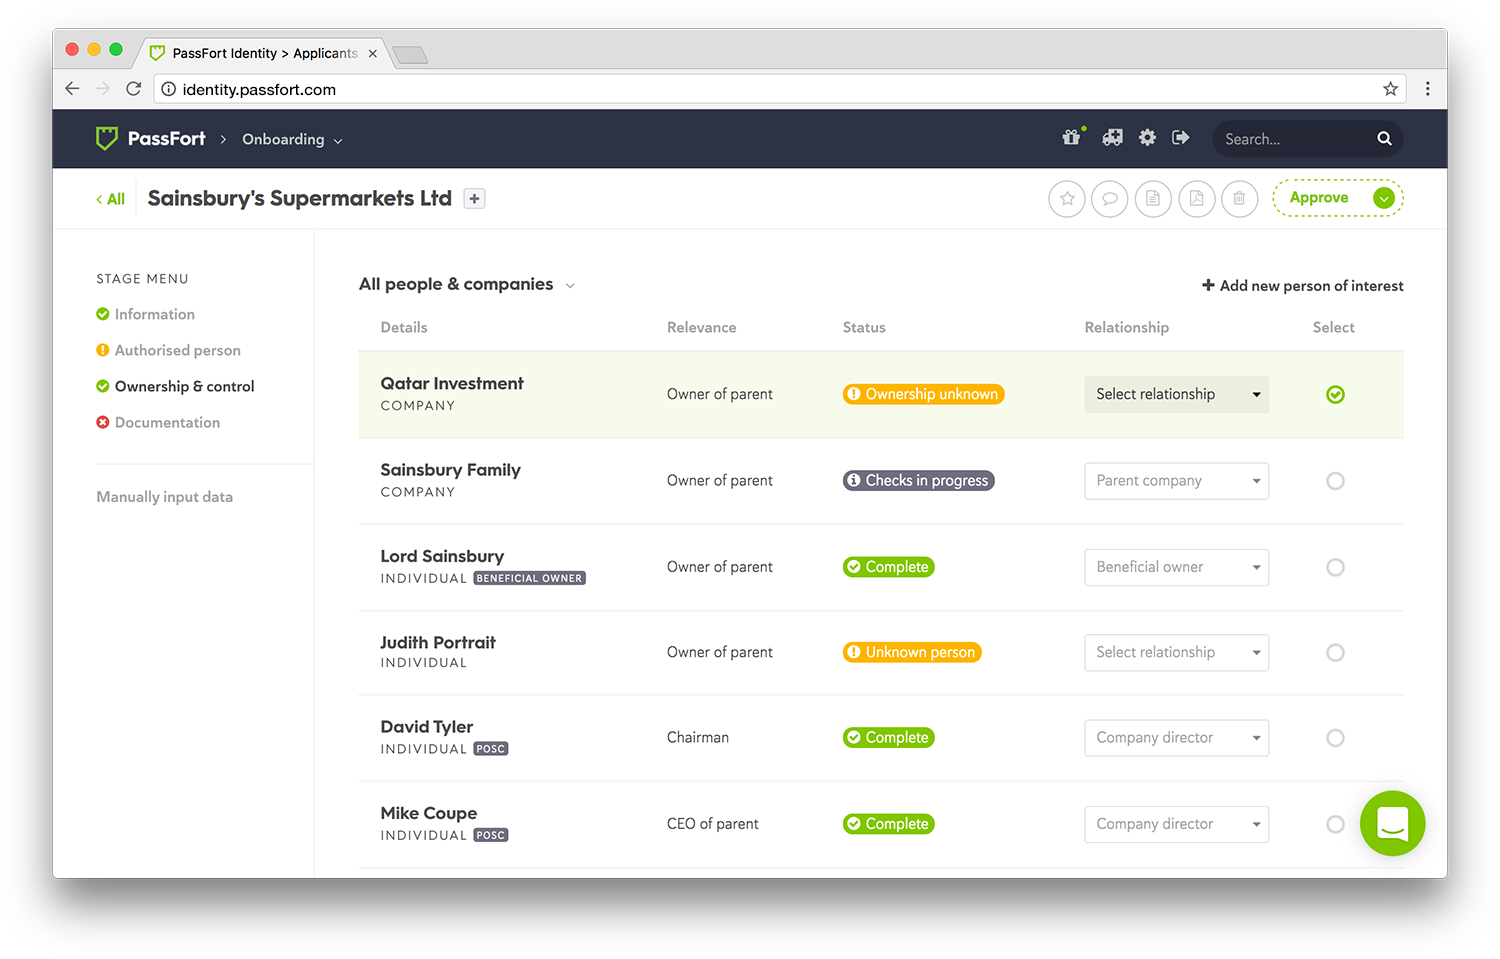 PassFort Identity > Applicants
identity.passfort.com
PassFort > Onboarding
Search...
All
Sainsbury's Supermarkets Ltd
Approve
STAGE MENU
Information
Authorised person
Ownership & control
Documentation
Manually input data
All people & companies
Add new person of interest
Details Relevance Status Relationship Select
Qatar Investment
COMPANY
Owner of parent
Ownership unknown
Select relationship
Sainsbury Family
COMPANY
Owner of parent
Checks in progress
Parent company
Lord Sainsbury
INDIVIDUAL BENEFICIAL OWNER
Owner of parent
Complete
Beneficial owner
Judith Portrait
INDIVIDUAL
Owner of parent
Unknown person
Select relationship
David Tyler
INDIVIDUAL POSC
Chairman
Complete
Company director
Mike Coupe
INDIVIDUAL POSC
CEO of parent
Complete
Company director